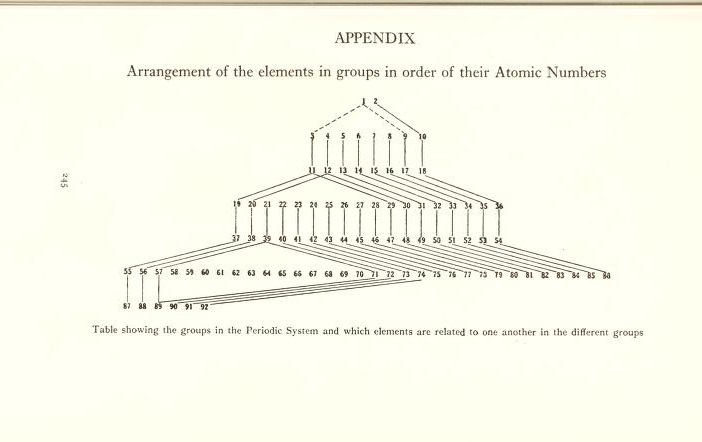 APPENDIX
Arrangement of the elements in groups in order of their Atomic Numbers
1 2
3 4 5 6 7 8 9 10
11 12 13 14 15 16 17 18
245
19 20 21 22 23 24 25 26 27 28 29 30 31 32 33 34 35 36
37 38 39 40 41 42 43 44 45 46 47 48 49 50 51 52 53 54
55 56 57 58 59 60 61 62 63 64 65 66 67 68 69 70 71 72 73 74 75 76 77 78 79 80 81 82 83 84 85 86
87 88 89 90 91 92
Table showing the groups in the Periodic System and which elements are related to one another in the different groups